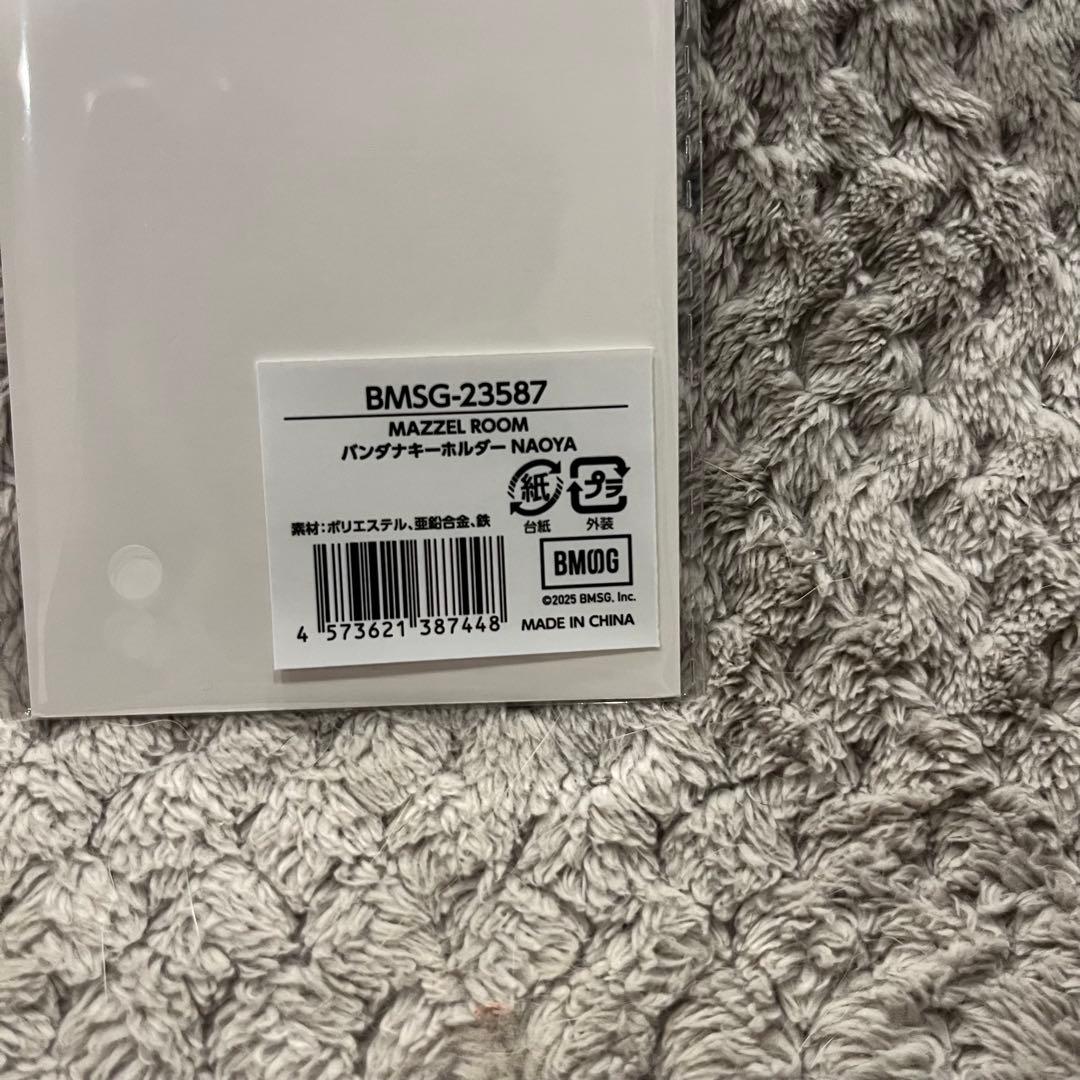 BMSG-23587
MAZZEL ROOM
バンダナキーホルダー NAOYA
紙
プラ
素材：ポリエステル、亜鉛合金、鉄
台紙
外装
BMSG
©2025 BMSG, Inc.
4 573621 387448
MADE IN CHINA